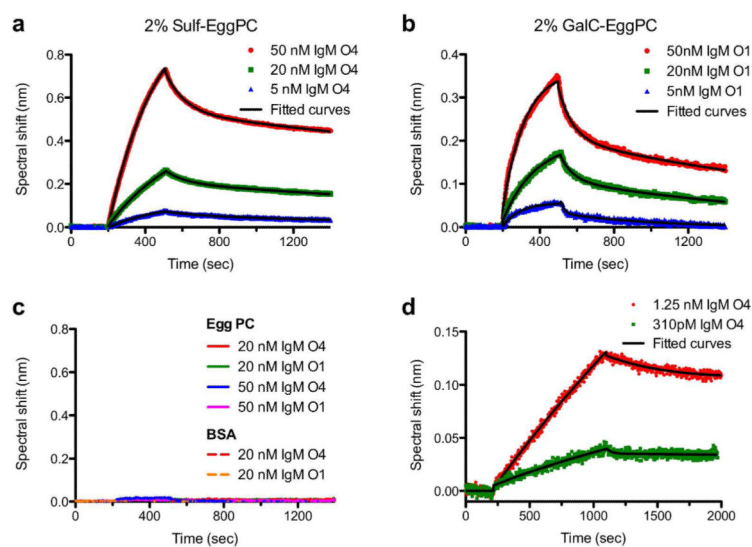 a
2% Sulf-EggPC
50 nM IgM O4
20 nM IgM O4
5 nM IgM O4
Fitted curves
Spectral shift (nm)
0.8
0.6
0.4
0.2
0.0
0 400 800 1200
Time (sec)
b
2% GalC-EggPC
50nM IgM O1
20nM IgM O1
5nM IgM O1
Fitted curves
Spectral shift (nm)
0.4
0.3
0.2
0.1
0.0
0 400 800 1200
Time (sec)
c
Egg PC
20 nM IgM O4
20 nM IgM O1
50 nM IgM O4
50 nM IgM O1
BSA
20 nM IgM O4
20 nM IgM O1
Spectral shift (nm)
0.8
0.6
0.4
0.2
0.0
0 400 800 1200
Time (sec)
d
1.25 nM IgM O4
310pM IgM O4
Fitted curves
Spectral shift (nm)
0.15
0.10
0.05
0.00
0 500 1000 1500 2000
Time (sec)